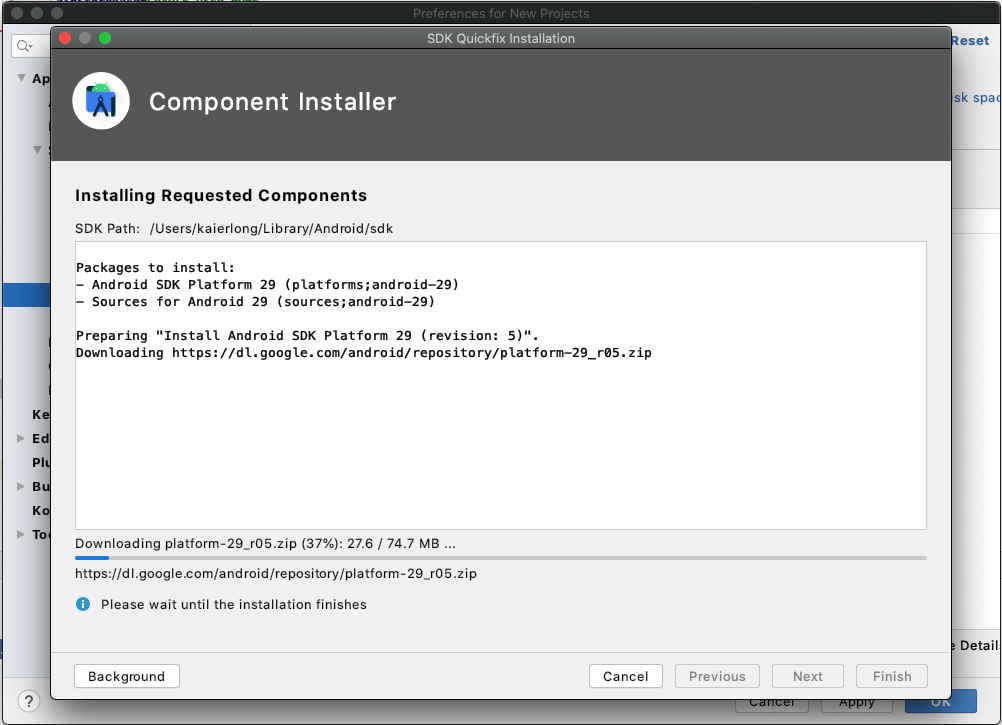 Preferences for New Projects
SDK Quickfix Installation
Reset
Component Installer
Ap
Installing Requested Components
SDK Path: /Users/kaierlong/Library/Android/sdk
Packages to install:
- Android SDK Platform 29 (platforms;android-29)
- Sources for Android 29 (sources;android-29)
Preparing "Install Android SDK Platform 29 (revision: 5)".
Downloading https://dl.google.com/android/repository/platform-29_r05.zip
Ke
Ed
Plu
Bu
Ko
Too
Downloading platform-29_r05.zip (37%): 27.6 / 74.7 MB ...
https://dl.google.com/android/repository/platform-29_r05.zip
Please wait until the installation finishes
e Details
Background
Cancel
Previous
Next
Finish
?
Cancel
Apply
OK